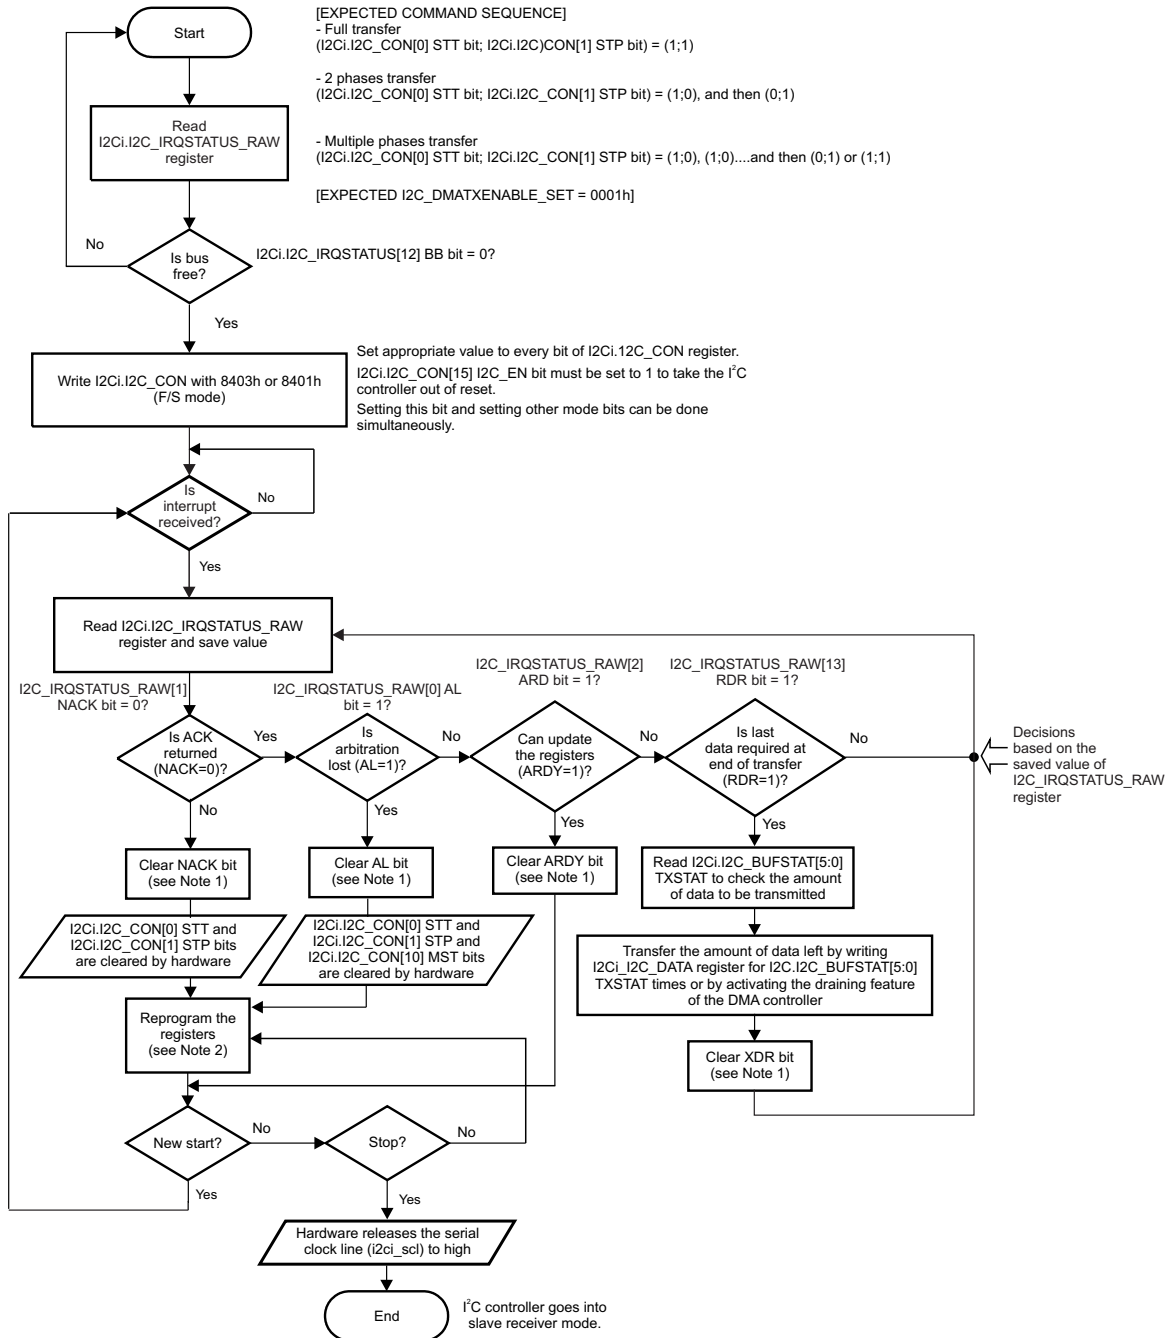 Start
[EXPECTED COMMAND SEQUENCE]
- Full transfer
(I2Ci.I2C_CON[0] STT bit; I2Ci.I2C)CON[1] STP bit) = (1;1)
- 2 phases transfer
(I2Ci.I2C_CON[0] STT bit; I2Ci.I2C_CON[1] STP bit) = (1;0), and then (0;1)
- Multiple phases transfer
(I2Ci.I2C_CON[0] STT bit; I2Ci.I2C_CON[1] STP bit) = (1;0), (1;0)....and then (0;1) or (1;1)
[EXPECTED I2C_DMATXENABLE_SET = 0001h]
Read
I2Ci.I2C_IRQSTATUS_RAW
register
No
Is bus
free?
I2Ci.I2C_IRQSTATUS[12] BB bit = 0?
Yes
Write I2Ci.I2C_CON with 8403h or 8401h
(F/S mode)
Set appropriate value to every bit of I2Ci.12C_CON register.
I2Ci.I2C_CON[15] I2C_EN bit must be set to 1 to take the I²C
controller out of reset.
Setting this bit and setting other mode bits can be done
simultaneously.
Is
interrupt
received?
No
Yes
Read I2Ci.I2C_IRQSTATUS_RAW
register and save value
I2C_IRQSTATUS_RAW[1]
NACK bit = 0?
I2C_IRQSTATUS_RAW[0] AL
bit = 1?
I2C_IRQSTATUS_RAW[2]
ARD bit = 1?
I2C_IRQSTATUS_RAW[13]
RDR bit = 1?
Is ACK
returned
(NACK=0)?
Yes
Is
arbitration
lost (AL=1)?
No
Can update
the registers
(ARDY=1)?
No
Is last
data required at
end of transfer
(RDR=1)?
No
Decisions
based on the
saved value of
I2C_IRQSTATUS_RAW
register
No
Yes
Yes
Yes
Clear NACK bit
(see Note 1)
Clear AL bit
(see Note 1)
Clear ARDY bit
(see Note 1)
Read I2Ci.I2C_BUFSTAT[5:0]
TXSTAT to check the amount
of data to be transmitted
I2Ci.I2C_CON[0] STT and
I2Ci.I2C_CON[1] STP bits
are cleared by hardware
I2Ci.I2C_CON[0] STT and
I2Ci.I2C_CON[1] STP and
I2Ci.I2C_CON[10] MST bits
are cleared by hardware
Transfer the amount of data left by writing
I2Ci_I2C_DATA register for I2C.I2C_BUFSTAT[5:0]
TXSTAT times or by activating the draining feature
of the DMA controller
Reprogram the
registers
(see Note 2)
Clear XDR bit
(see Note 1)
New start?
No
Stop?
No
Yes
Yes
Hardware releases the serial
clock line (i2ci_scl) to high
End
I²C controller goes into
slave receiver mode.